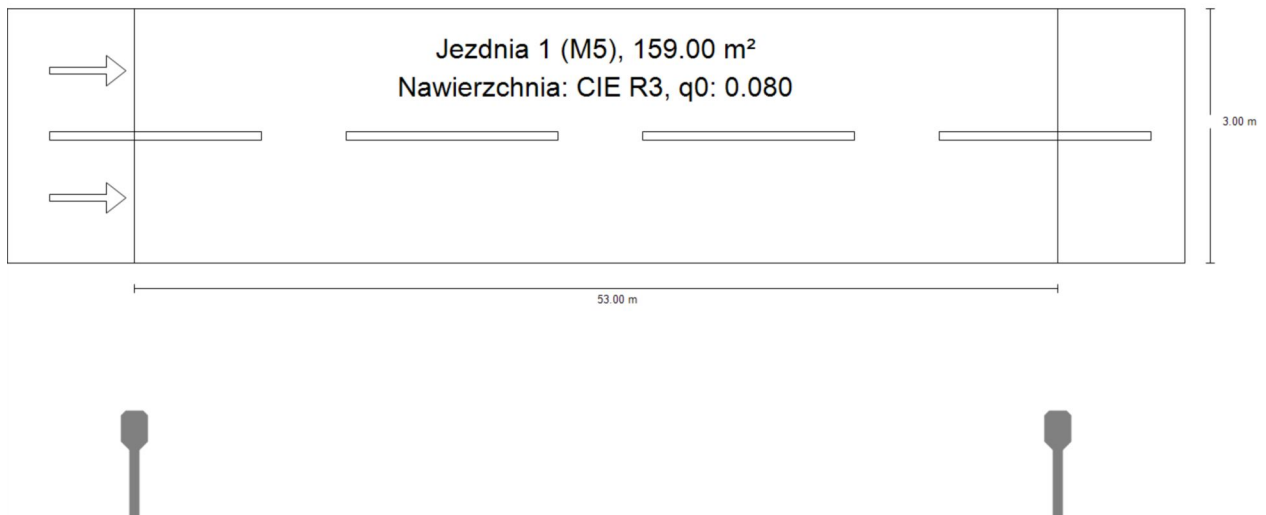 Jezdnia 1 (M5), 159.00 m²
Nawierzchnia: CIE R3, q0: 0.080
3.00 m
53.00 m